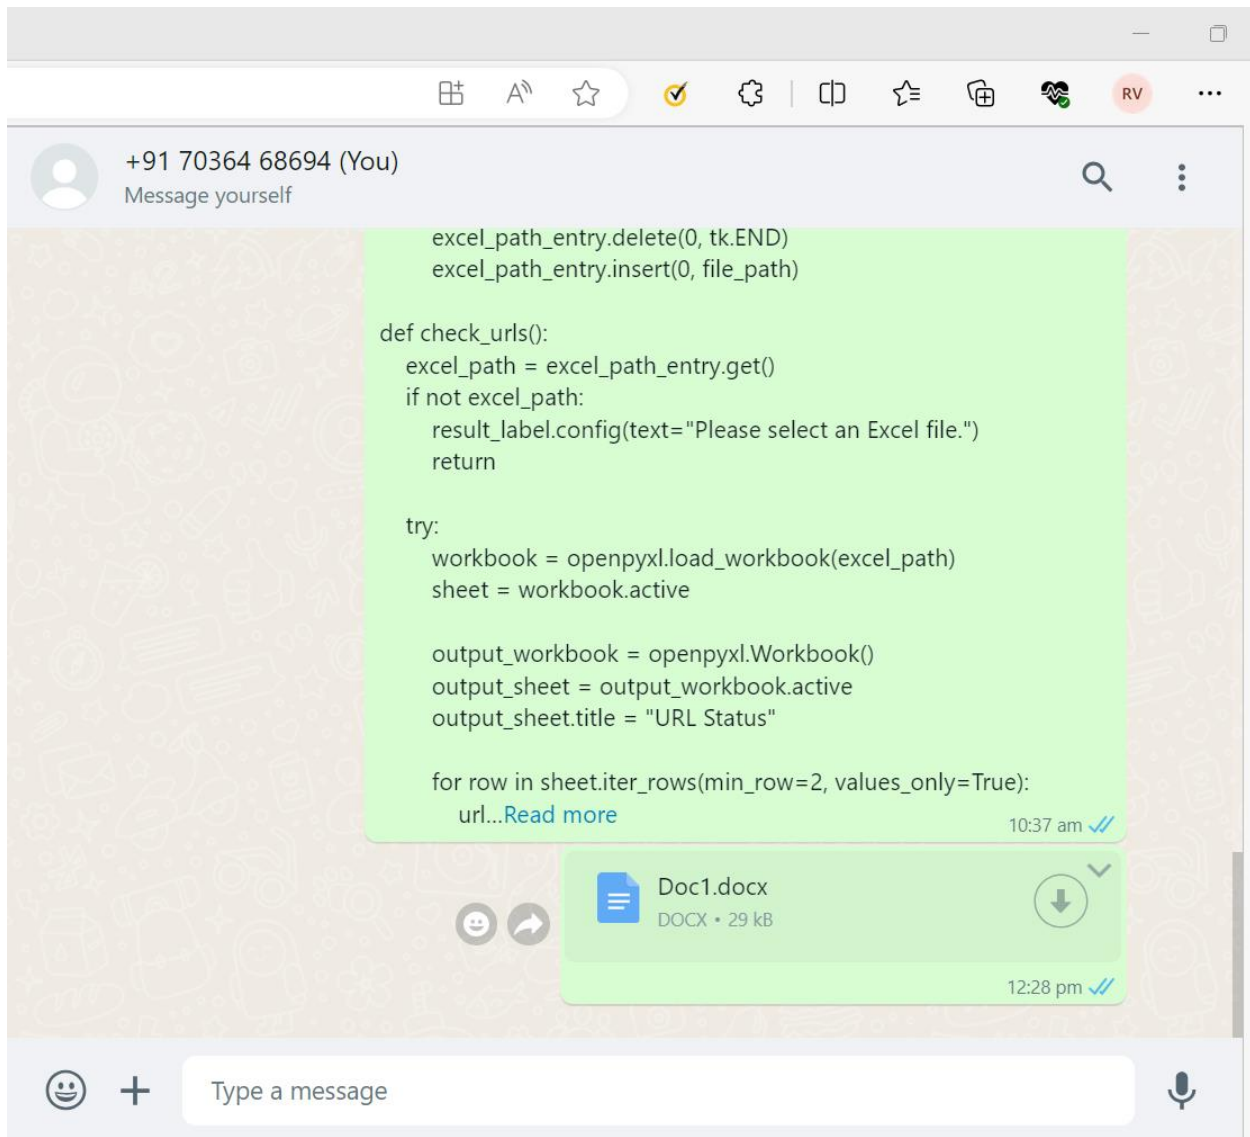 RV
+91 70364 68694 (You)
Message yourself
excel_path_entry.delete(0, tk.END)
excel_path_entry.insert(0, file_path)
def check_urls():
excel_path = excel_path_entry.get()
if not excel_path:
result_label.config(text="Please select an Excel file.")
return
try:
workbook = openpyxl.load_workbook(excel_path)
sheet = workbook.active
output_workbook = openpyxl.Workbook()
output_sheet = output_workbook.active
output_sheet.title = "URL Status"
for row in sheet.iter_rows(min_row=2, values_only=True):
url...Read more
10:37 am
Doc1.docx
DOCX • 29 kB
12:28 pm
Type a message